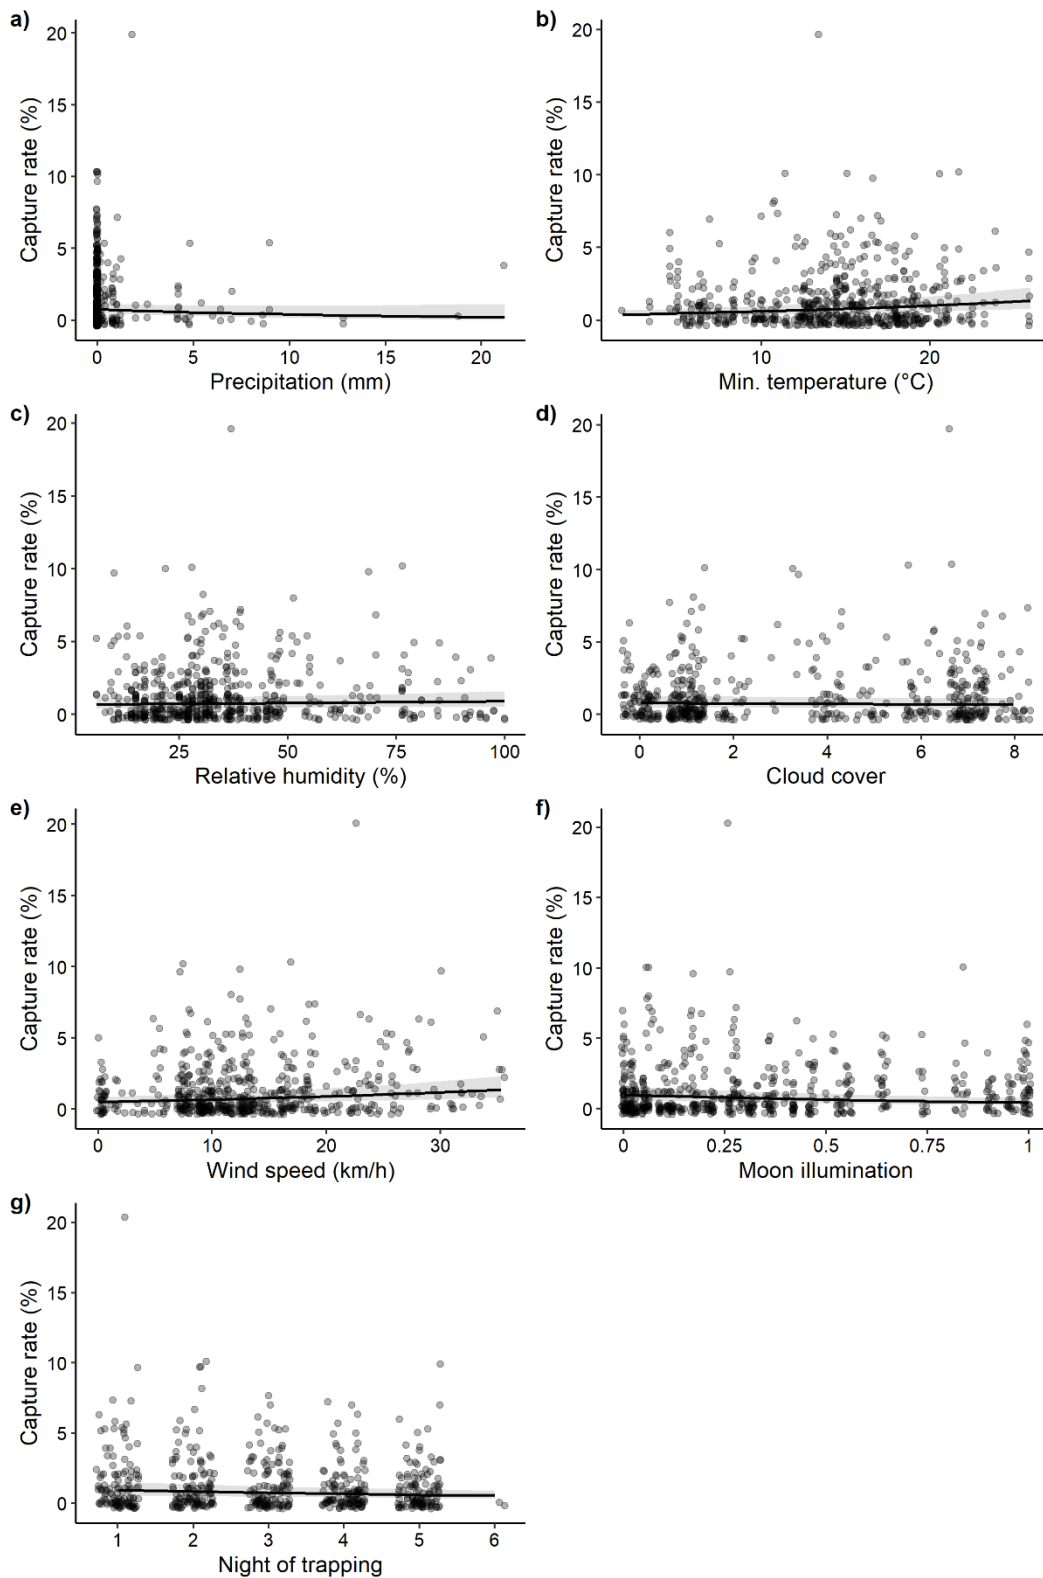 a)
20
15
10
5
0
Capture rate (%)
0 5 10 15 20
Precipitation (mm)
b)
20
15
10
5
0
Capture rate (%)
10 20
Min. temperature (°C)
c)
20
15
10
5
0
Capture rate (%)
25 50 75 100
Relative humidity (%)
d)
20
15
10
5
0
Capture rate (%)
0 2 4 6 8
Cloud cover
e)
20
15
10
5
0
Capture rate (%)
0 10 20 30
Wind speed (km/h)
f)
20
15
10
5
0
Capture rate (%)
0 0.25 0.5 0.75 1
Moon illumination
g)
20
15
10
5
0
Capture rate (%)
1 2 3 4 5 6
Night of trapping